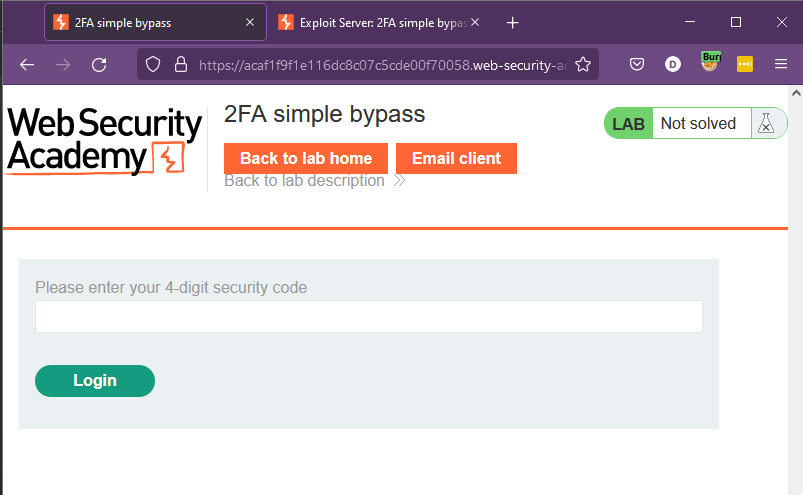 2FA simple bypass
Exploit Server: 2FA simple bypas
https://acaf1f9f1e116dc8c07c5cde00f70058.web-security-ac
D
Burp
Web Security
Academy
2FA simple bypass
Back to lab home
Email client
Back to lab description
LAB
Not solved
Please enter your 4-digit security code
Login